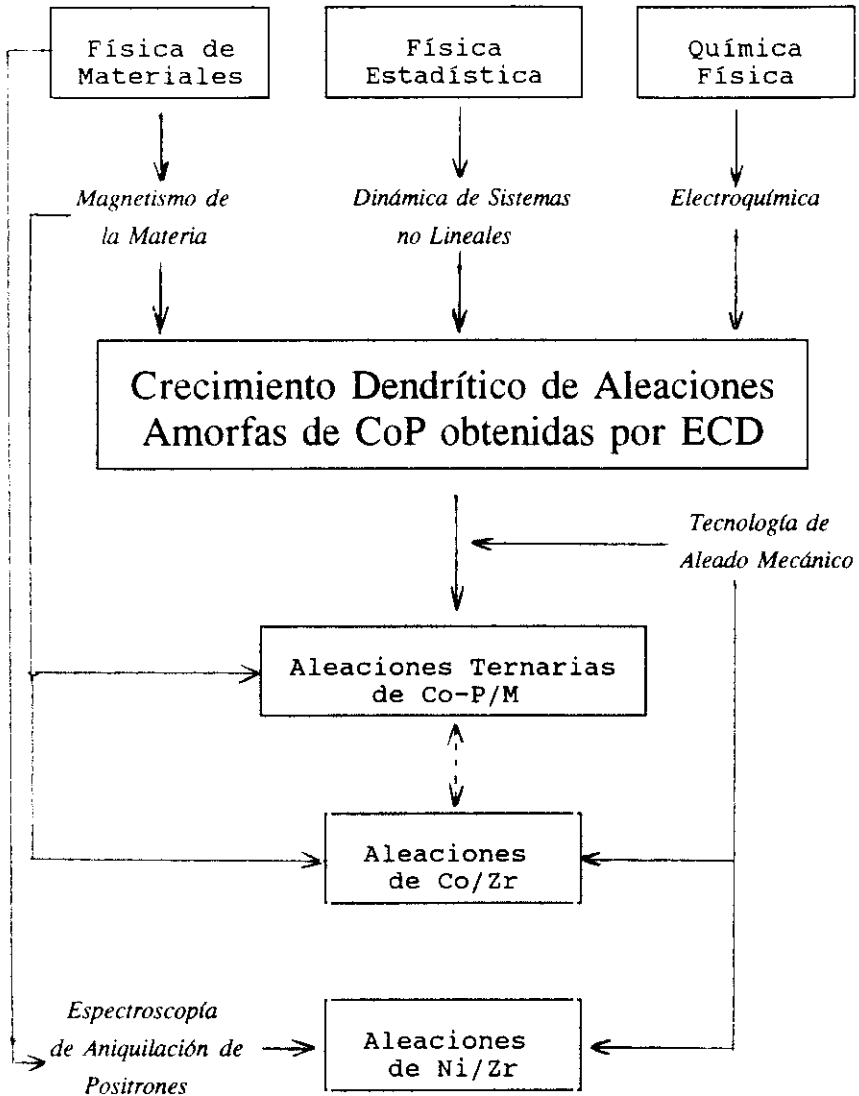 Física de
Materiales
Física
Estadística
Química
Física
Magnetismo de
la Materia
Dinámica de Sistemas
no Lineales
Electroquímica
Crecimiento Dendrítico de Aleaciones
Amorfas de CoP obtenidas por ECD
Tecnología de
Aleado Mecánico
Aleaciones Ternarias
de Co-P/M
Aleaciones
de Co/Zr
Espectroscopía
de Aniquilación de
Positrones
Aleaciones
de Ni/Zr